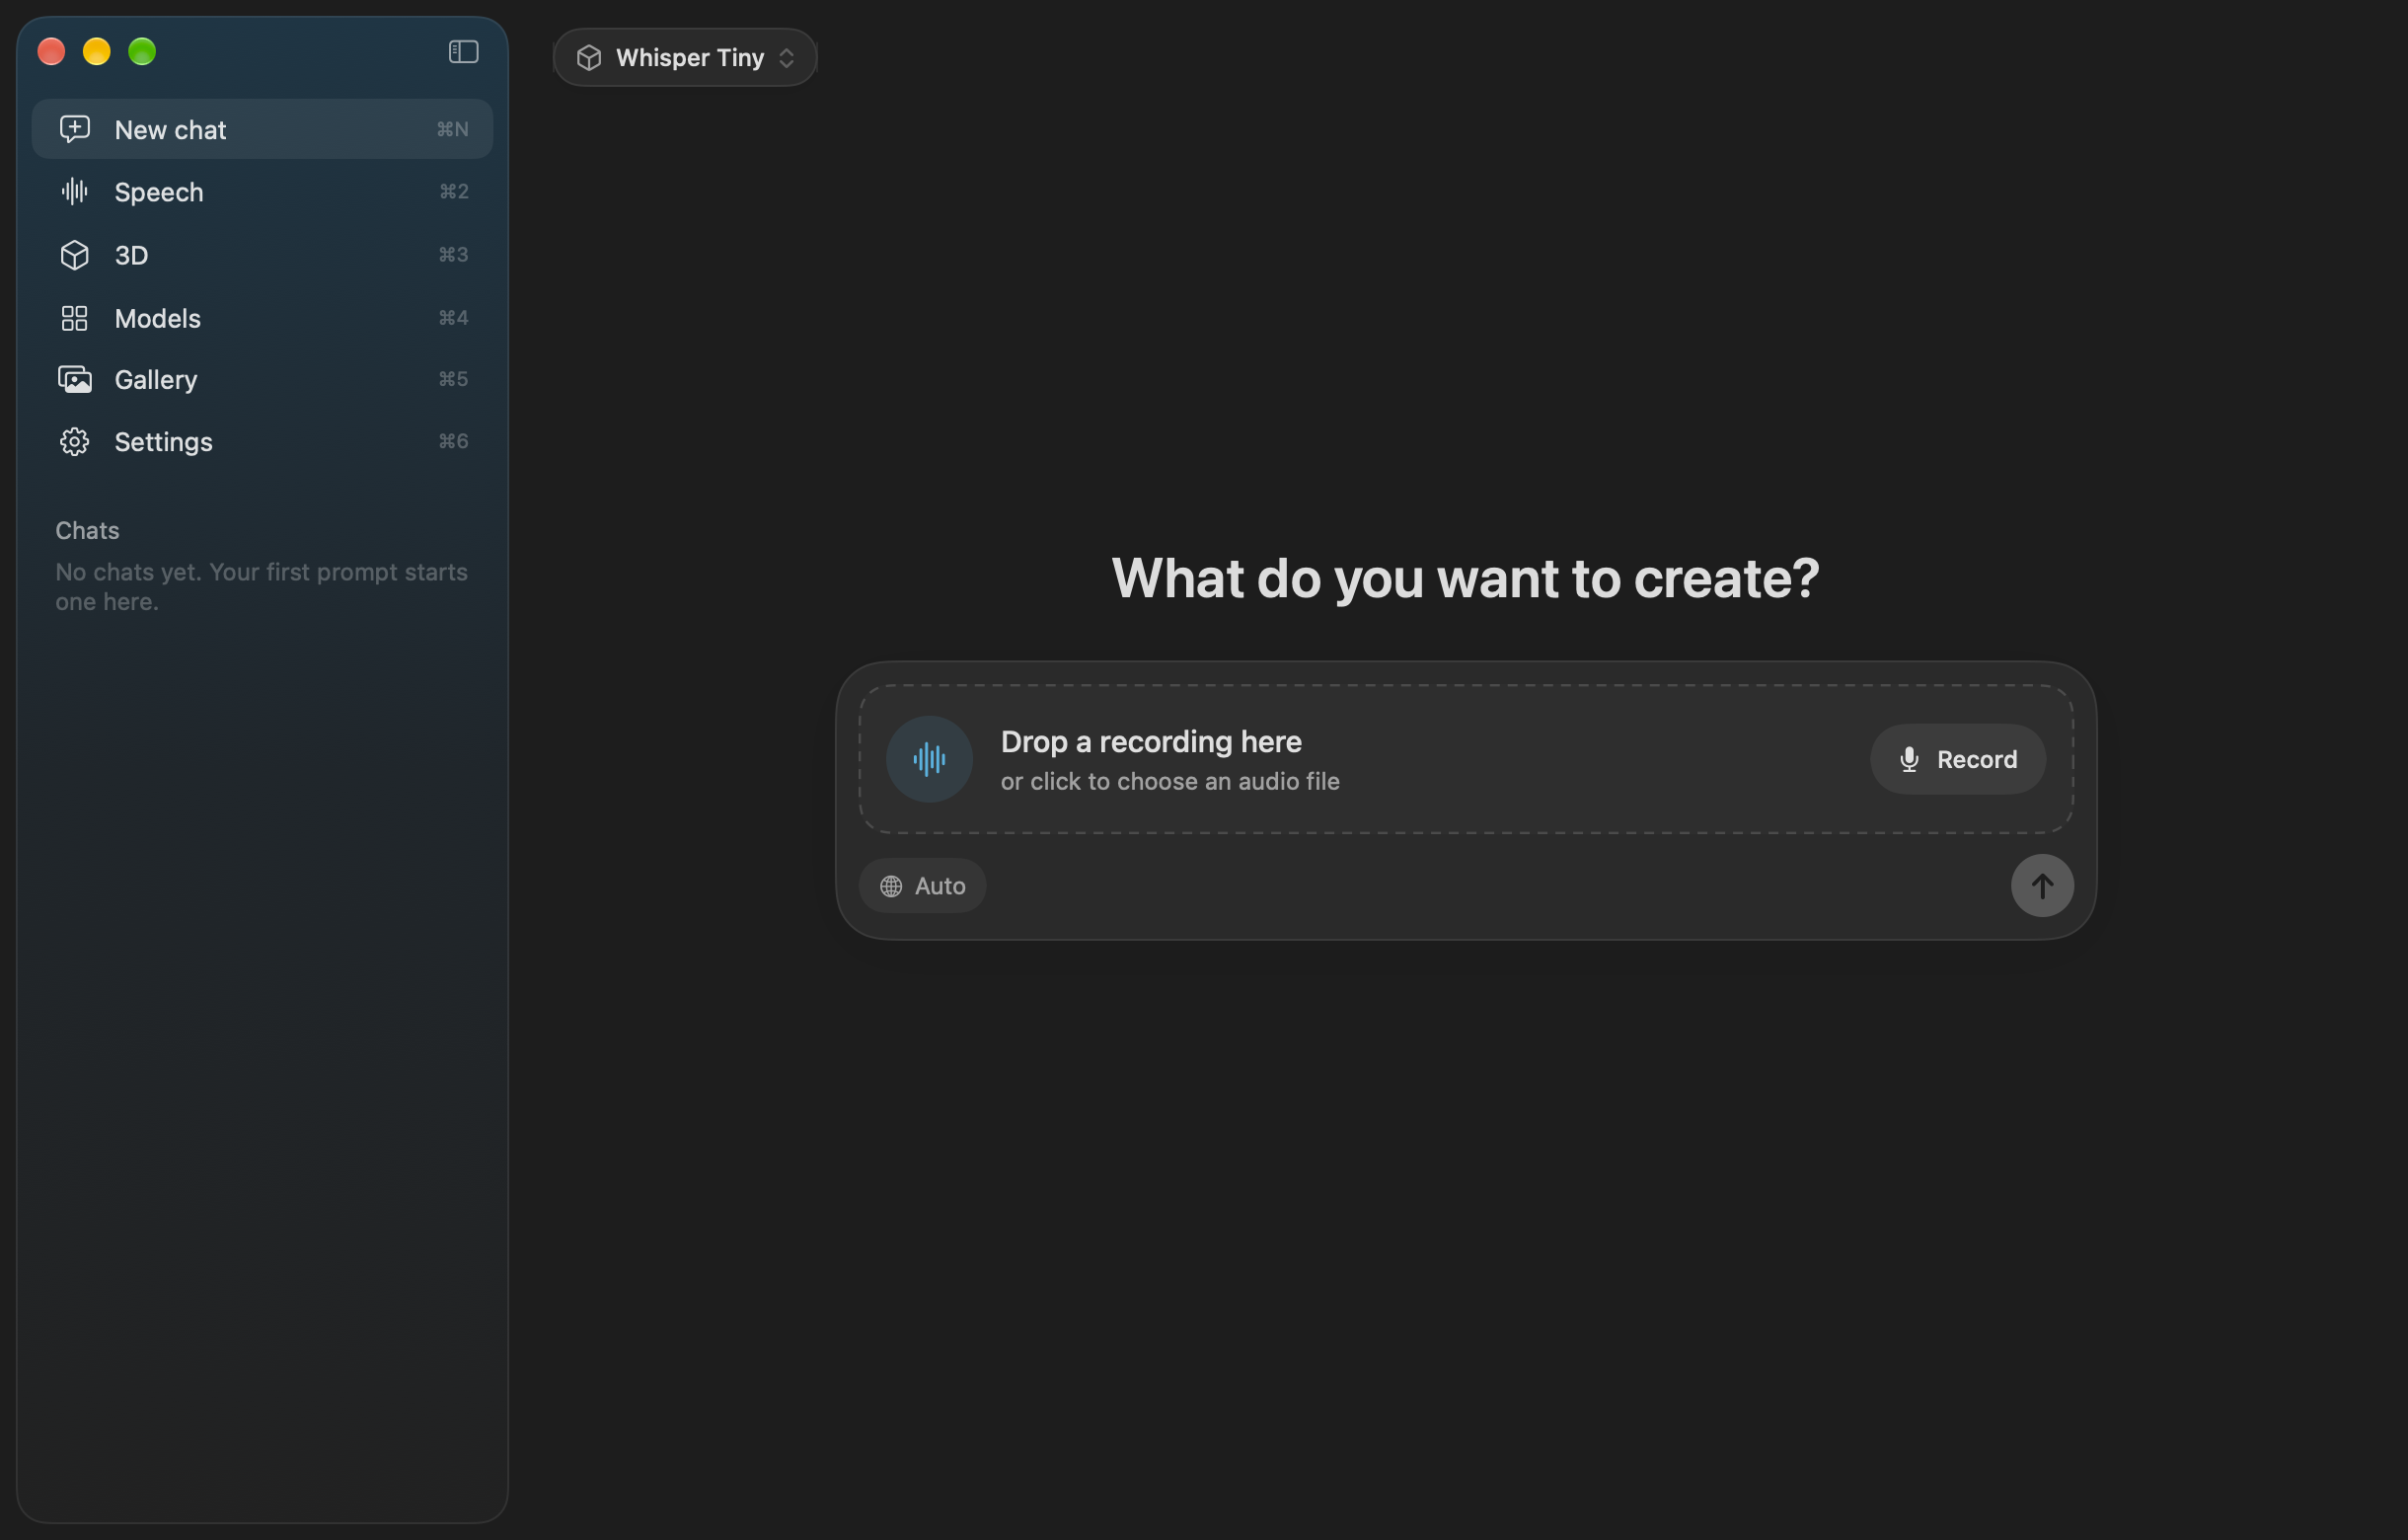 Whisper Tiny
New chat ⌘N
Speech ⌘2
3D ⌘3
Models ⌘4
Gallery ⌘5
Settings ⌘6
Chats
No chats yet. Your first prompt starts
one here.
What do you want to create?
Drop a recording here
or click to choose an audio file
Record
Auto